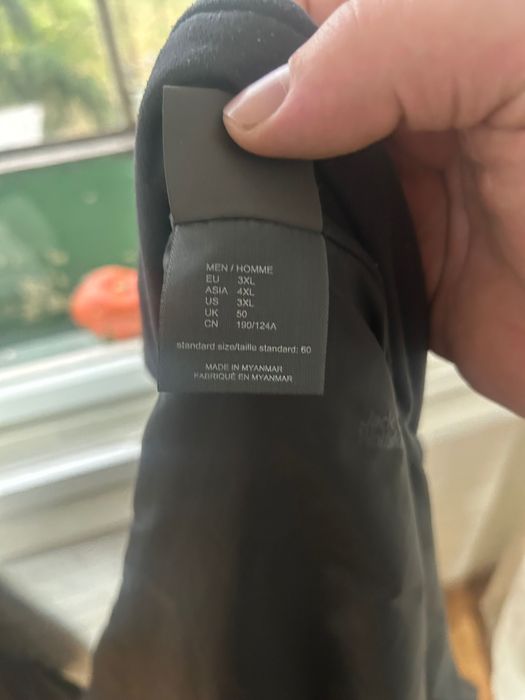 MEN / HOMME
EU 3XL
ASIA 4XL
US 3XL
UK 50
CN 190/124A
standard size/taille standard: 60
MADE IN MYANMAR
FABRIQUÉ EN MYANMAR